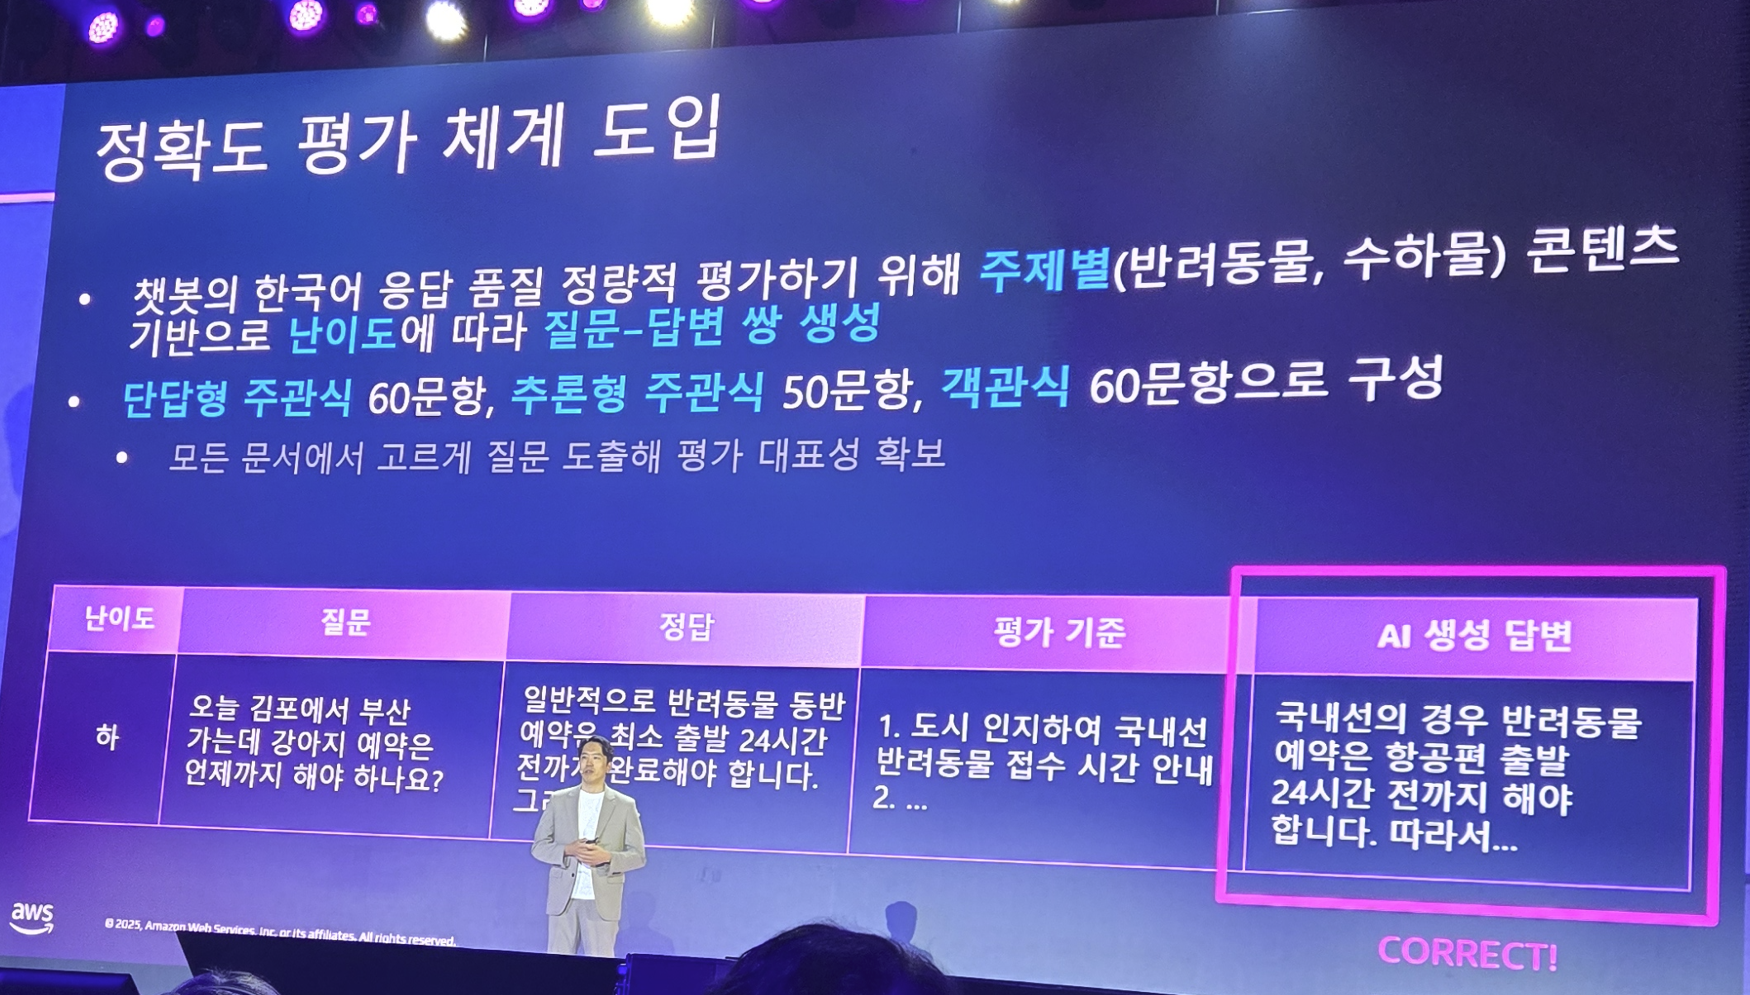 정확도 평가 체계 도입
• 챗봇의 한국어 응답 품질 정량적 평가하기 위해 주제별(반려동물, 수하물) 콘텐츠
기반으로 난이도에 따라 질문-답변 쌍 생성
• 단답형 주관식 60문항, 추론형 주관식 50문항, 객관식 60문항으로 구성
• 모든 문서에서 고르게 질문 도출해 평가 대표성 확보
난이도
질문
정답
평가 기준
AI 생성 답변
하
오늘 김포에서 부산
가는데 강아지 예약은
언제까지 해야 하나요?
일반적으로 반려동물 동반
예약은 최소 출발 24시간
전까지 완료해야 합니다.
1. 도시 인지하여 국내선
반려동물 접수 시간 안내
2. ...
국내선의 경우 반려동물
예약은 항공편 출발
24시간 전까지 해야
합니다. 따라서...
CORRECT!
aws
© 2025, Amazon Web Services, Inc. or its affiliates. All rights reserved.